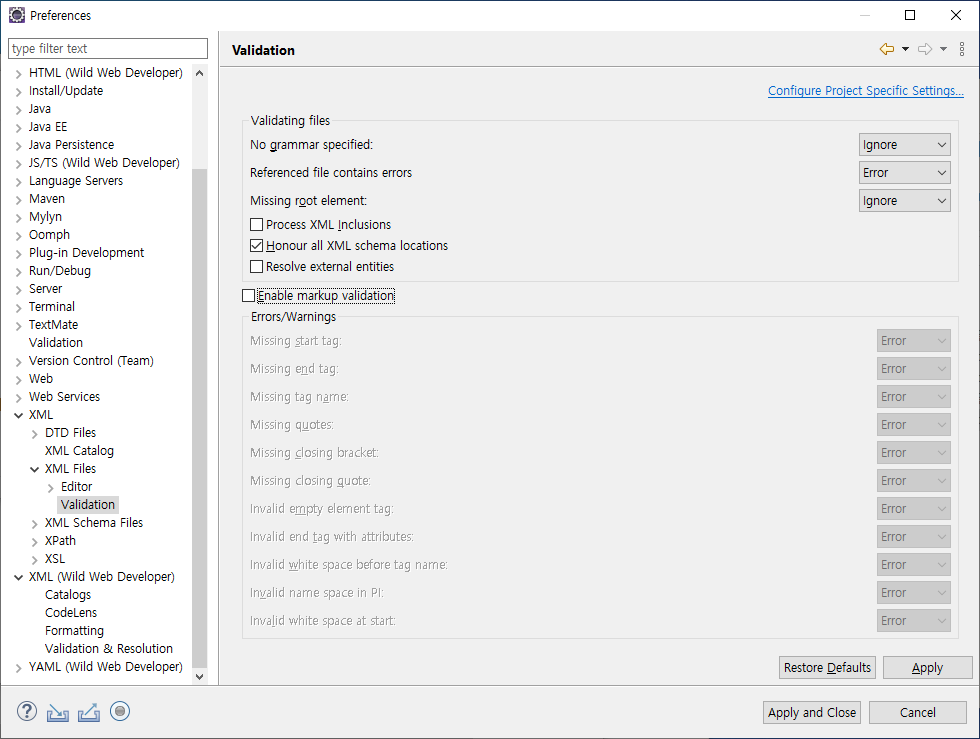 Preferences
type filter text
HTML (Wild Web Developer)
Install/Update
Java
Java EE
Java Persistence
JS/TS (Wild Web Developer)
Language Servers
Maven
Mylyn
Oomph
Plug-in Development
Run/Debug
Server
Terminal
TextMate
Validation
Version Control (Team)
Web
Web Services
XML
DTD Files
XML Catalog
XML Files
Editor
Validation
XML Schema Files
XPath
XSL
XML (Wild Web Developer)
Catalogs
CodeLens
Formatting
Validation & Resolution
YAML (Wild Web Developer)
Validation
Configure Project Specific Settings...
Validating files
No grammar specified: Ignore
Referenced file contains errors Error
Missing root element: Ignore
Process XML Inclusions
Honour all XML schema locations
Resolve external entities
Enable markup validation
Errors/Warnings
Missing start tag: Error
Missing end tag: Error
Missing tag name: Error
Missing quotes: Error
Missing closing bracket: Error
Missing closing quote: Error
Invalid empty element tag: Error
Invalid end tag with attributes: Error
Invalid white space before tag name: Error
Invalid name space in PI: Error
Invalid white space at start: Error
Restore Defaults Apply
Apply and Close Cancel